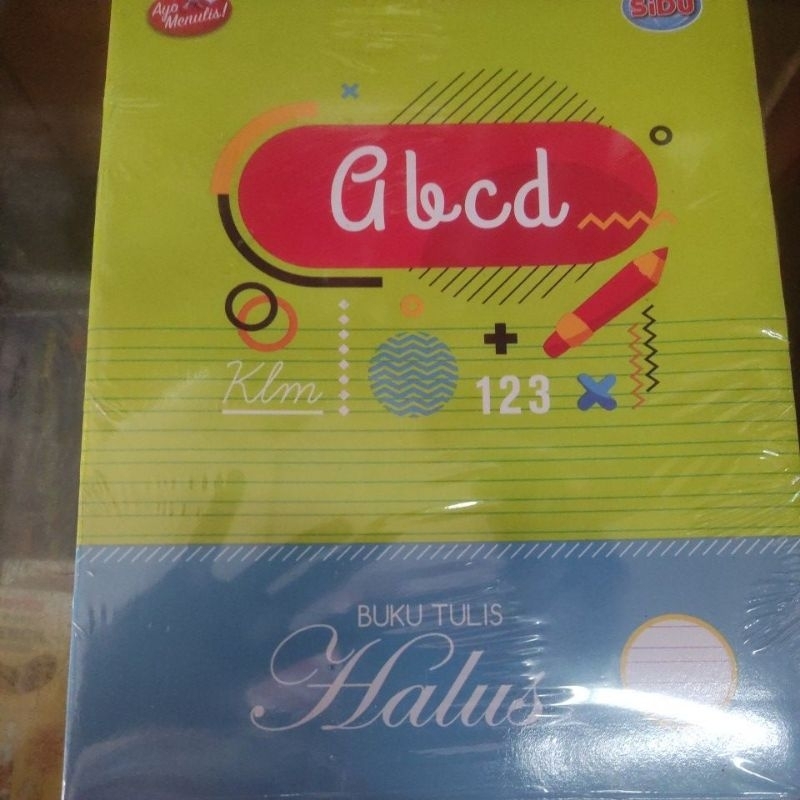 Ayo
Menulis!
SiDU
Abcd
Klm
123
BUKU TULIS
Halus